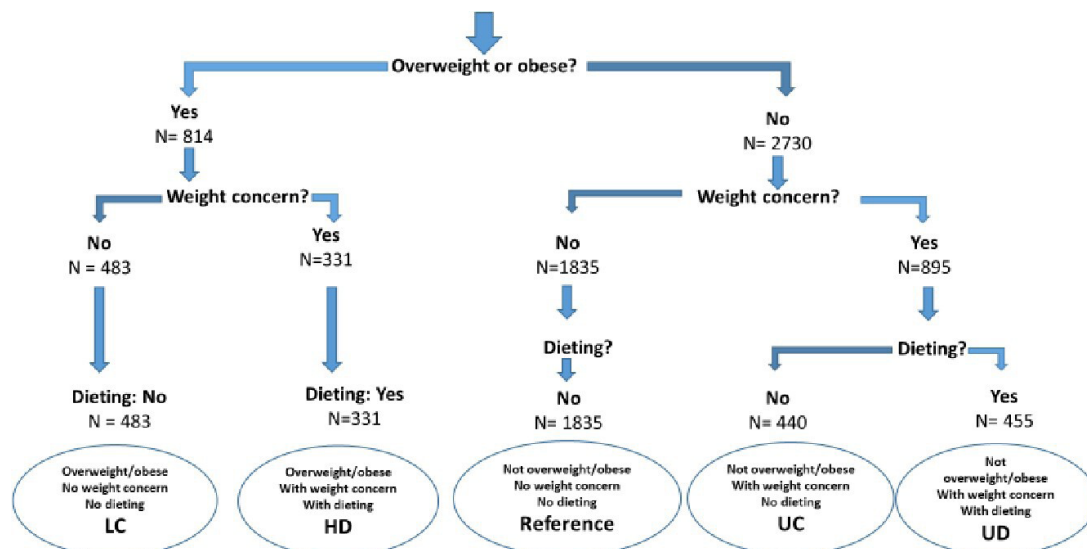 Overweight or obese?
Yes
N= 814
No
N= 2730
Weight concern?
Weight concern?
No
N = 483
Yes
N=331
No
N=1835
Yes
N=895
Dieting?
Dieting?
Dieting: No
N = 483
Dieting: Yes
N=331
No
N= 1835
No
N= 440
Yes
N= 455
Overweight/obese
No weight concern
No dieting
LC
Overweight/obese
With weight concern
With dieting
HD
Not overweight/obese
No weight concern
No dieting
Reference
Not overweight/obese
With weight concern
No dieting
UC
Not
overweight/obese
With weight concern
With dieting
UD